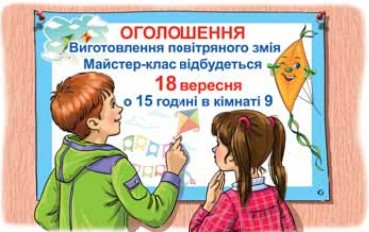 ОГОЛОШЕННЯ
Виготовлення повітряного змія
Майстер-клас відбудеться
18 вересня
о 15 годині в кімнаті 9